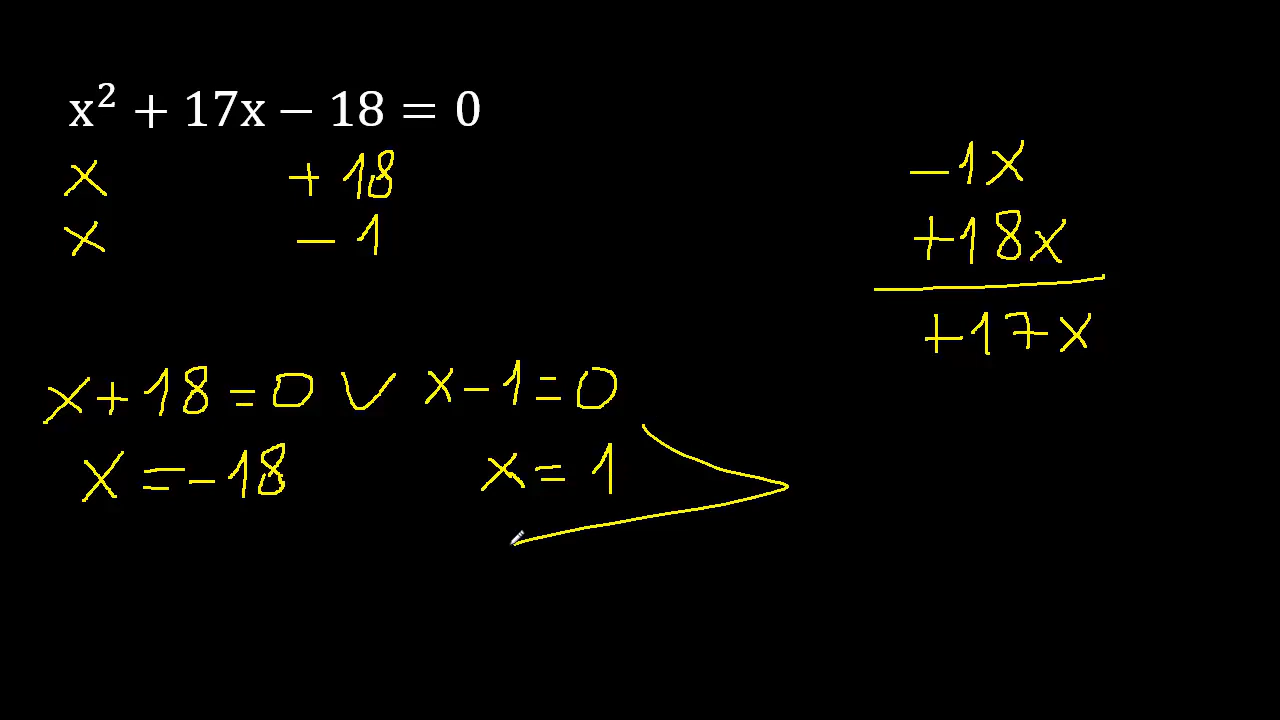 x² + 17x − 18 = 0
x + 18
x − 1
−1x
+18x
+17x
x+18=0 ∨ x−1=0
x=−18 x=1